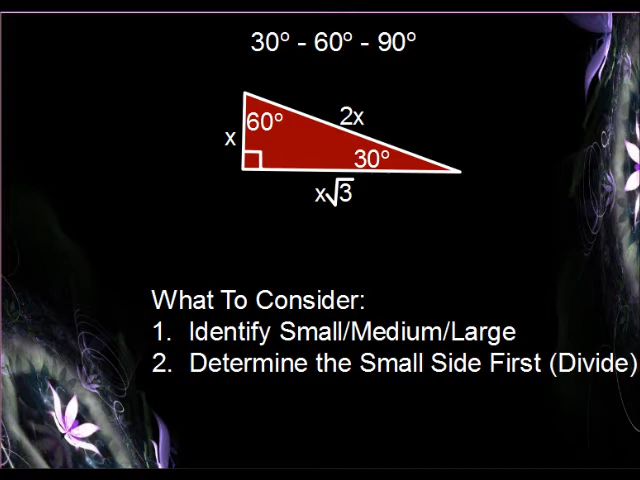 30° - 60° - 90°
60°
2x
x
30°
x√3
What To Consider:
1. Identify Small/Medium/Large
2. Determine the Small Side First (Divide)